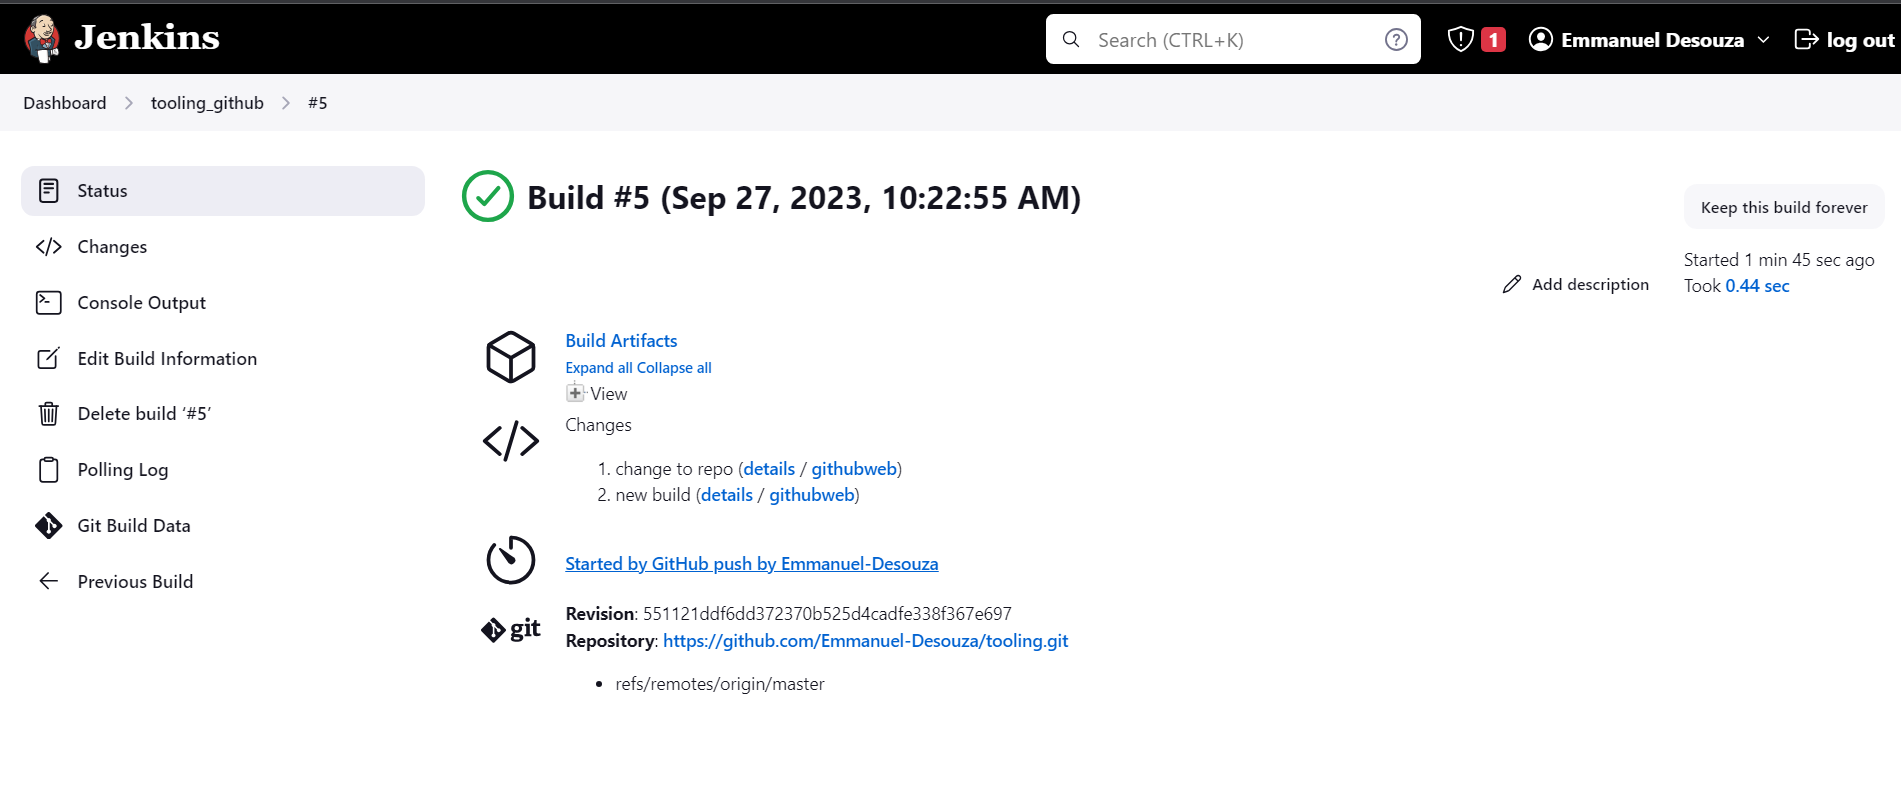 Jenkins
Search (CTRL+K)
1
Emmanuel Desouza
log out
Dashboard
tooling_github
#5
Status
Changes
Console Output
Edit Build Information
Delete build ‘#5’
Polling Log
Git Build Data
Previous Build
Build #5 (Sep 27, 2023, 10:22:55 AM)
Keep this build forever
Add description
Started 1 min 45 sec ago
Took 0.44 sec
Build Artifacts
Expand all Collapse all
View
Changes
1. change to repo (details / githubweb)
2. new build (details / githubweb)
Started by GitHub push by Emmanuel-Desouza
git
Revision: 551121ddf6dd372370b525d4cadfe338f367e697
Repository: https://github.com/Emmanuel-Desouza/tooling.git
• refs/remotes/origin/master